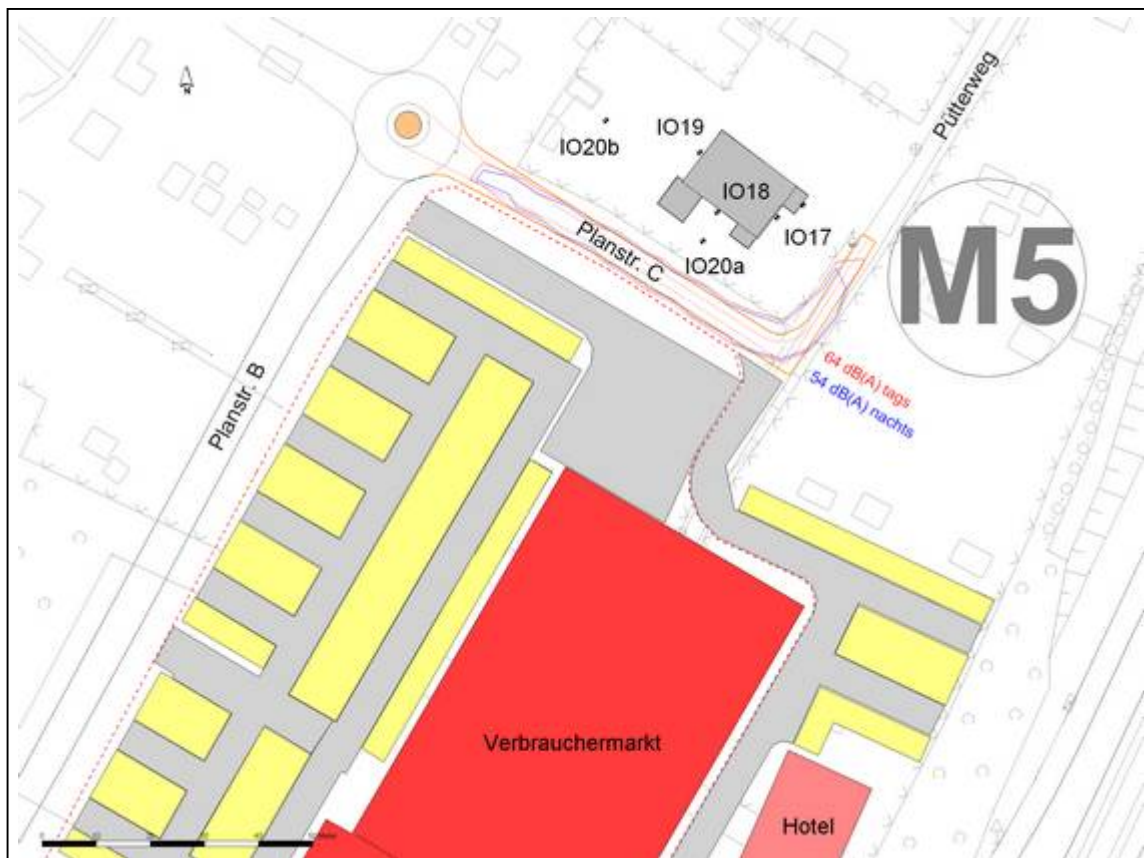 Pütterweg
IO19
IO20b
IO18
IO17
IO20a
Planstr. C
M5
64 dB(A) tags
54 dB(A) nachts
Planstr. B
Verbrauchermarkt
Hotel